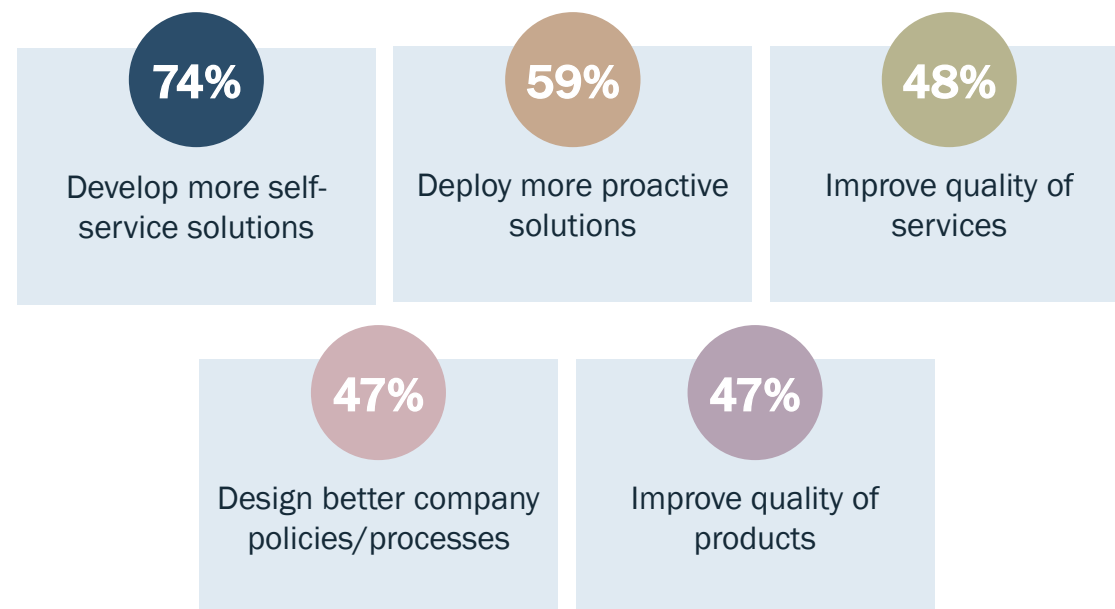 74%
Develop more self-
service solutions
59%
Deploy more proactive
solutions
48%
Improve quality of
services
47%
Design better company
policies/processes
47%
Improve quality of
products